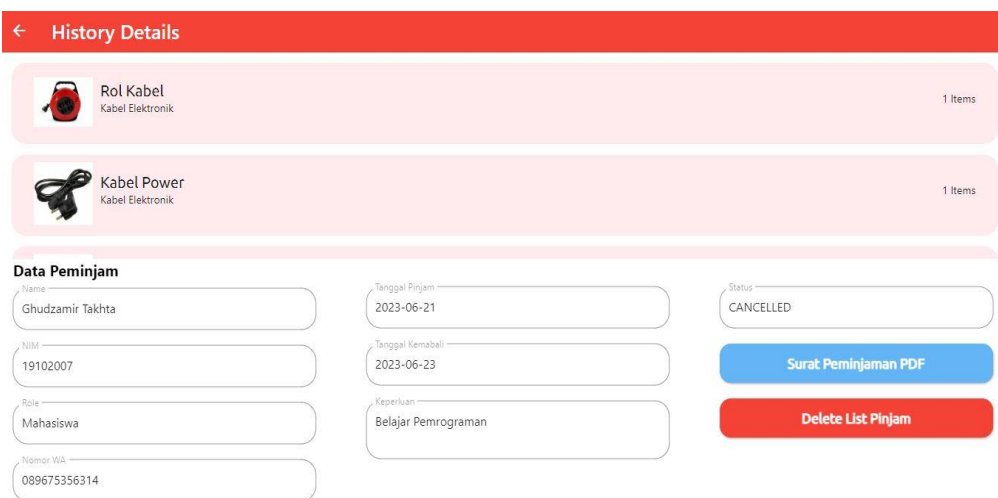 History Details
Rol Kabel
Kabel Elektronik
1 Items
Kabel Power
Kabel Elektronik
1 Items
Data Peminjam
Name
Ghudzamir Takhta
NIM
19102007
Role
Mahasiswa
Nomor WA
089675356314
Tanggal Pinjam
2023-06-21
Tanggal Kemabali
2023-06-23
Keperluan
Belajar Pemrograman
Status
CANCELLED
Surat Peminjaman PDF
Delete List Pinjam